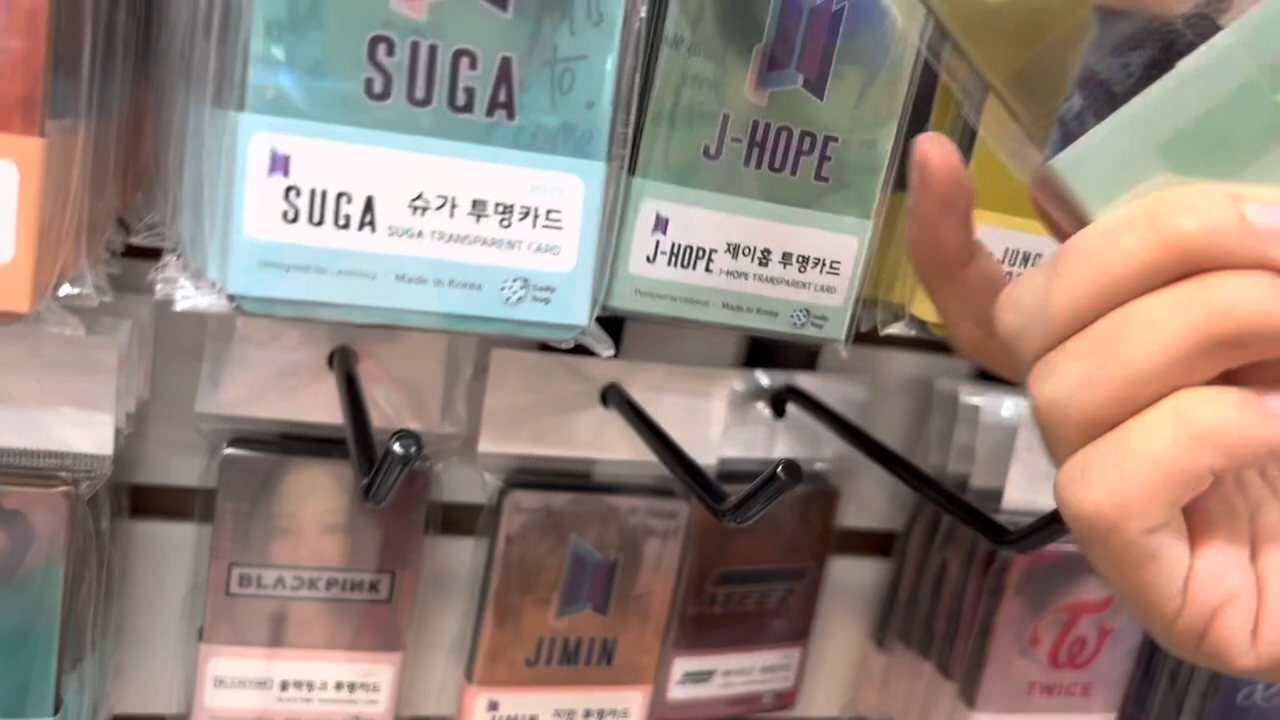 SUGA
SUGA 슈가 투명카드
SUGA TRANSPARENT CARD
Made in Korea
J-HOPE
J-HOPE 제이홉 투명카드
J-HOPE TRANSPARENT CARD
Made in Korea
JUNG
BLACKPINK
블랙핑크 투명카드
JIMIN
JIMIN 지민 투명카드
TWICE